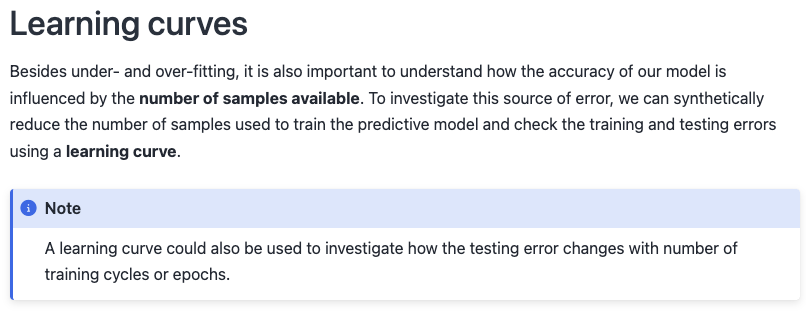 Learning curves
Besides under- and over-fitting, it is also important to understand how the accuracy of our model is
influenced by the number of samples available. To investigate this source of error, we can synthetically
reduce the number of samples used to train the predictive model and check the training and testing errors
using a learning curve.
Note
A learning curve could also be used to investigate how the testing error changes with number of
training cycles or epochs.